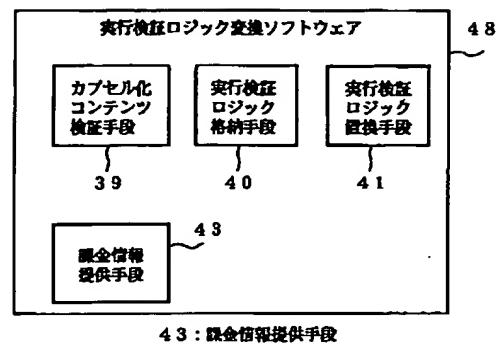 実行検証ロジック変換ソフトウェア
48
カプセル化
コンテンツ
検証手段
実行検証
ロジック
格納手段
実行検証
ロジック
置換手段
39
40
41
課金情報
提供手段
43
43:課金情報提供手段